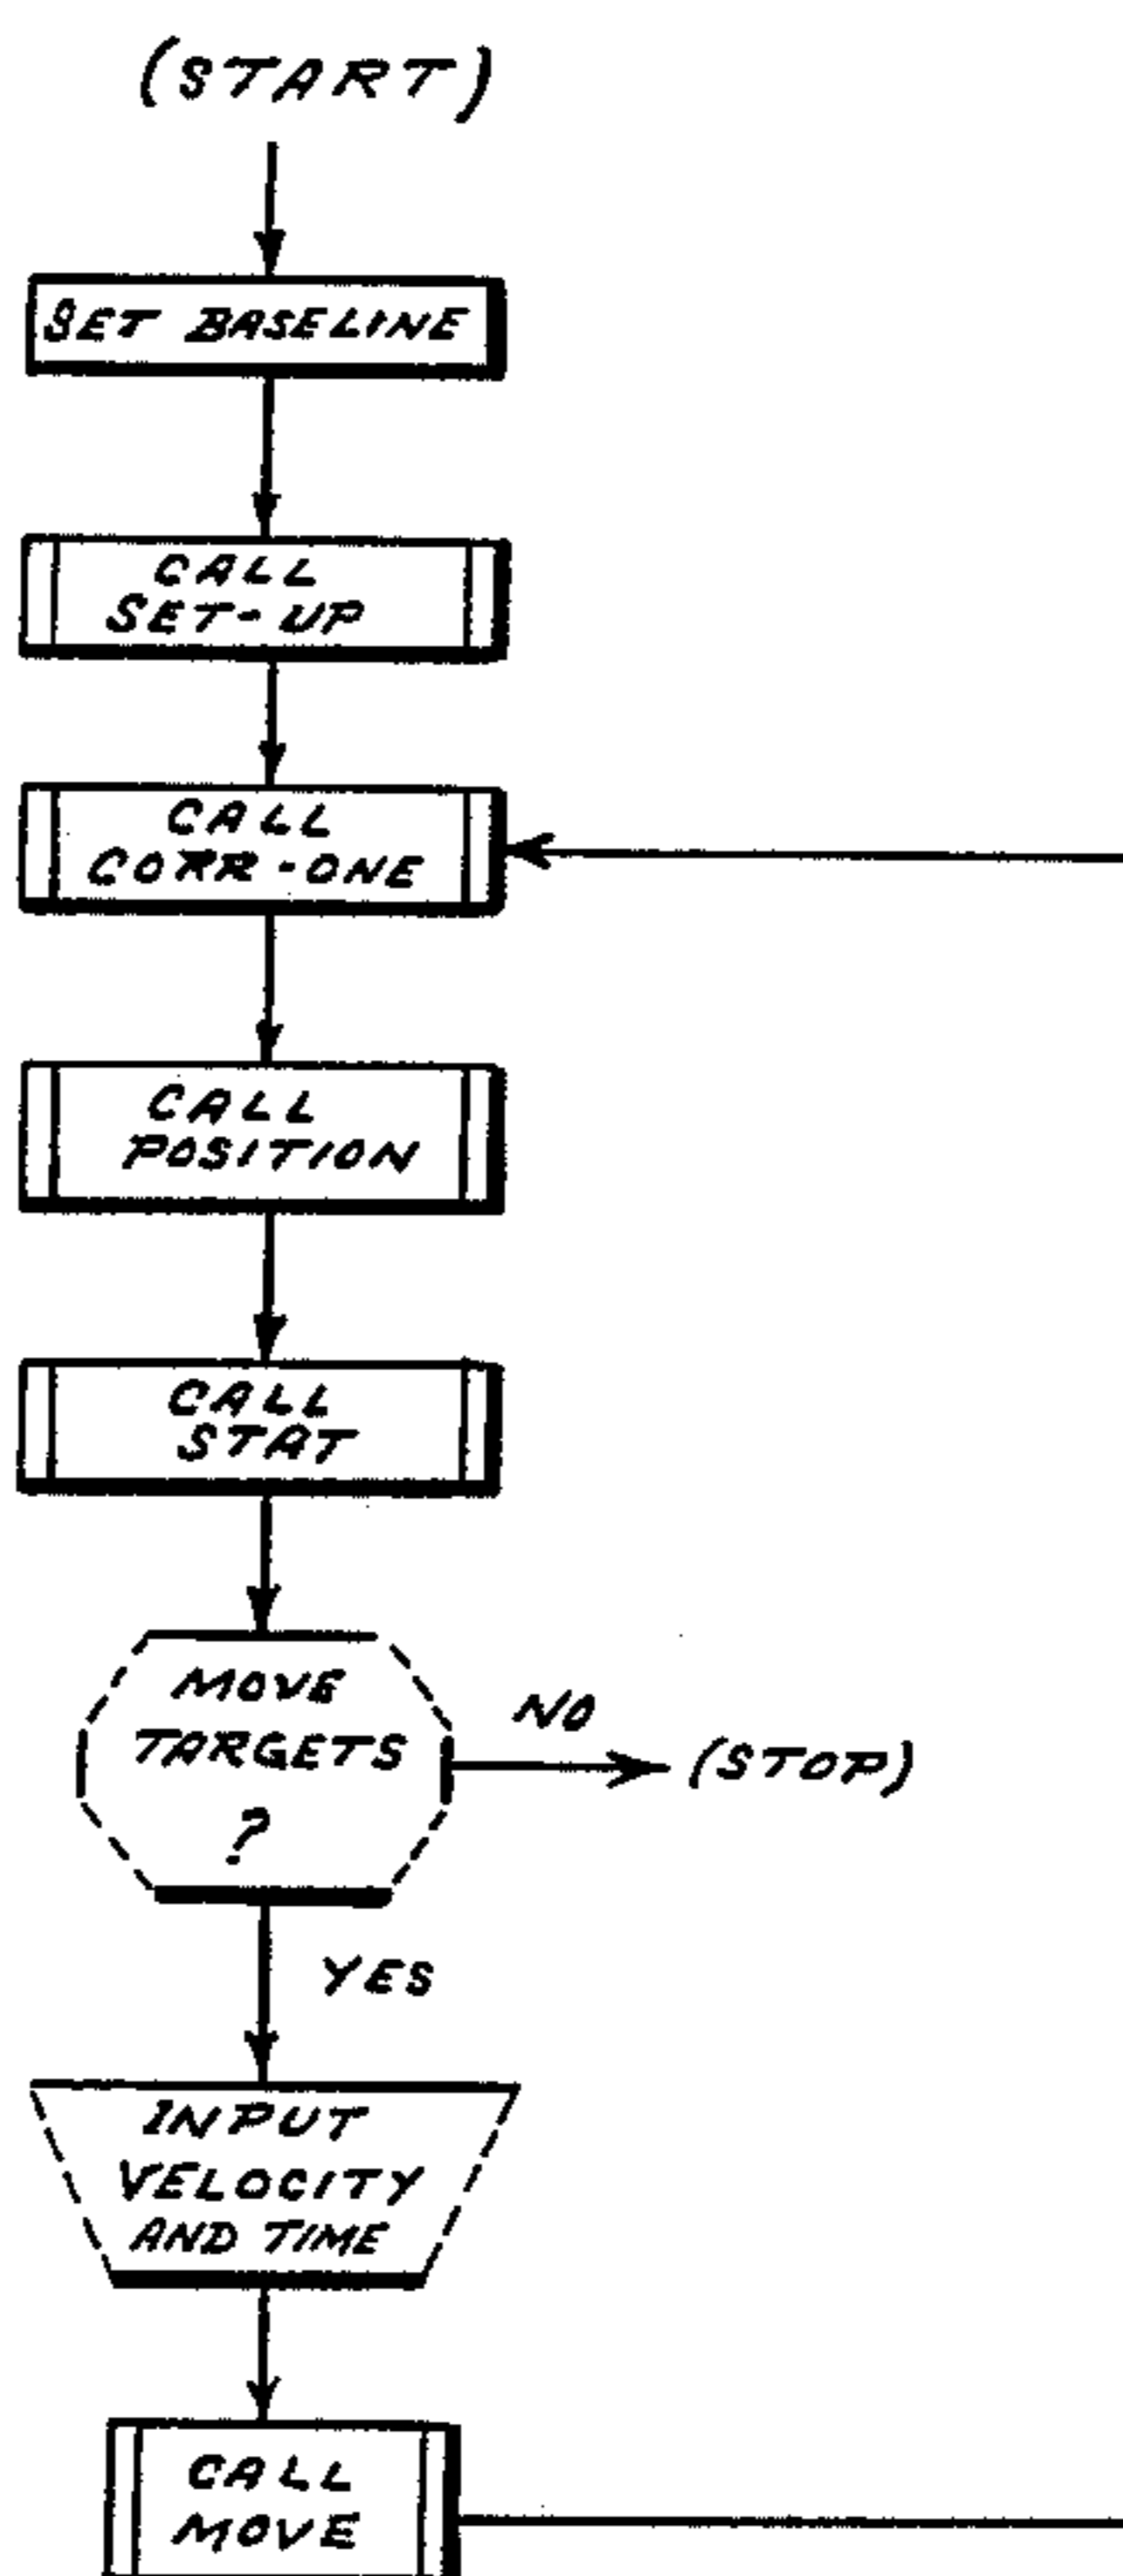 (START)
SET BASELINE
CALL
SET-UP
CALL
CORR-ONE
CALL
POSITION
CALL
STAT
MOVE
TARGETS
?
NO
(STOP)
YES
INPUT
VELOCITY
AND TIME
CALL
MOVE